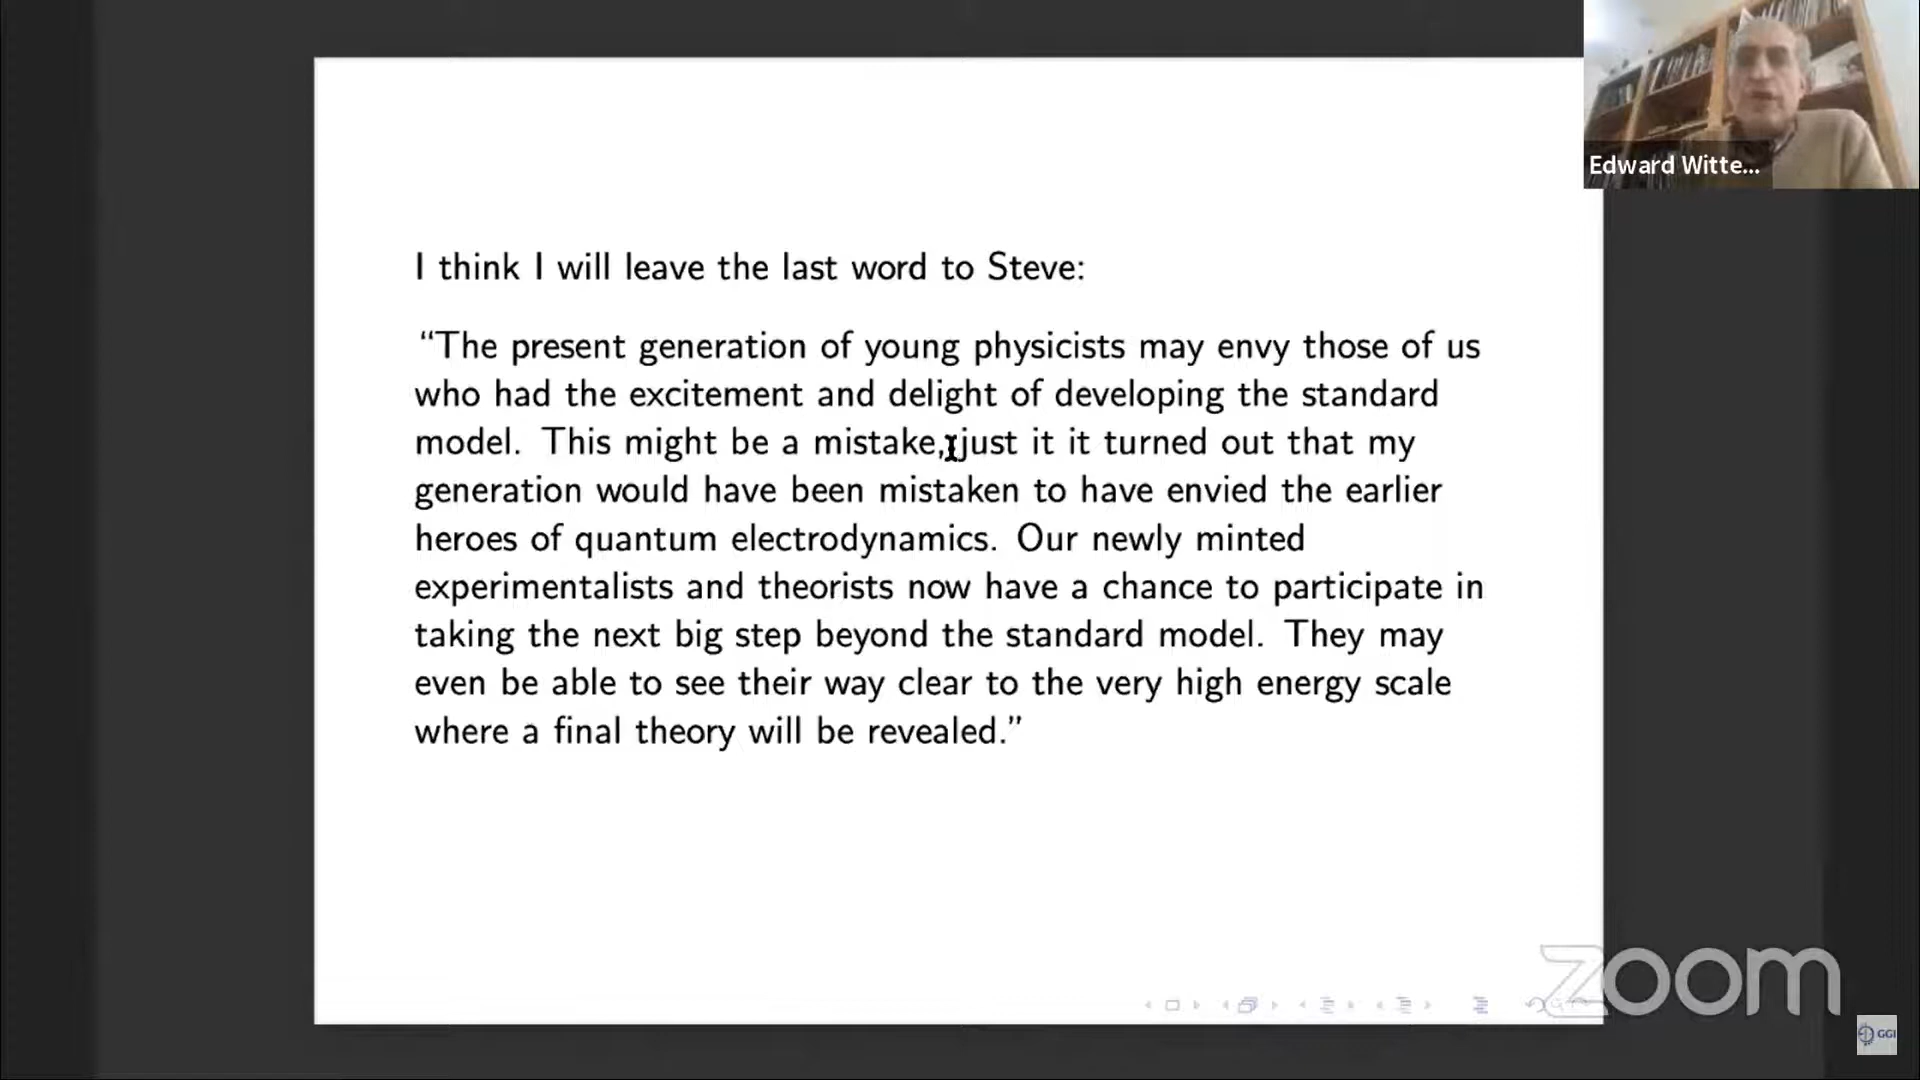 Edward Witte...
I think I will leave the last word to Steve:
“The present generation of young physicists may envy those of us
who had the excitement and delight of developing the standard
model. This might be a mistake, just it it turned out that my
generation would have been mistaken to have envied the earlier
heroes of quantum electrodynamics. Our newly minted
experimentalists and theorists now have a chance to participate in
taking the next big step beyond the standard model. They may
even be able to see their way clear to the very high energy scale
where a final theory will be revealed.”
zoom
GGI